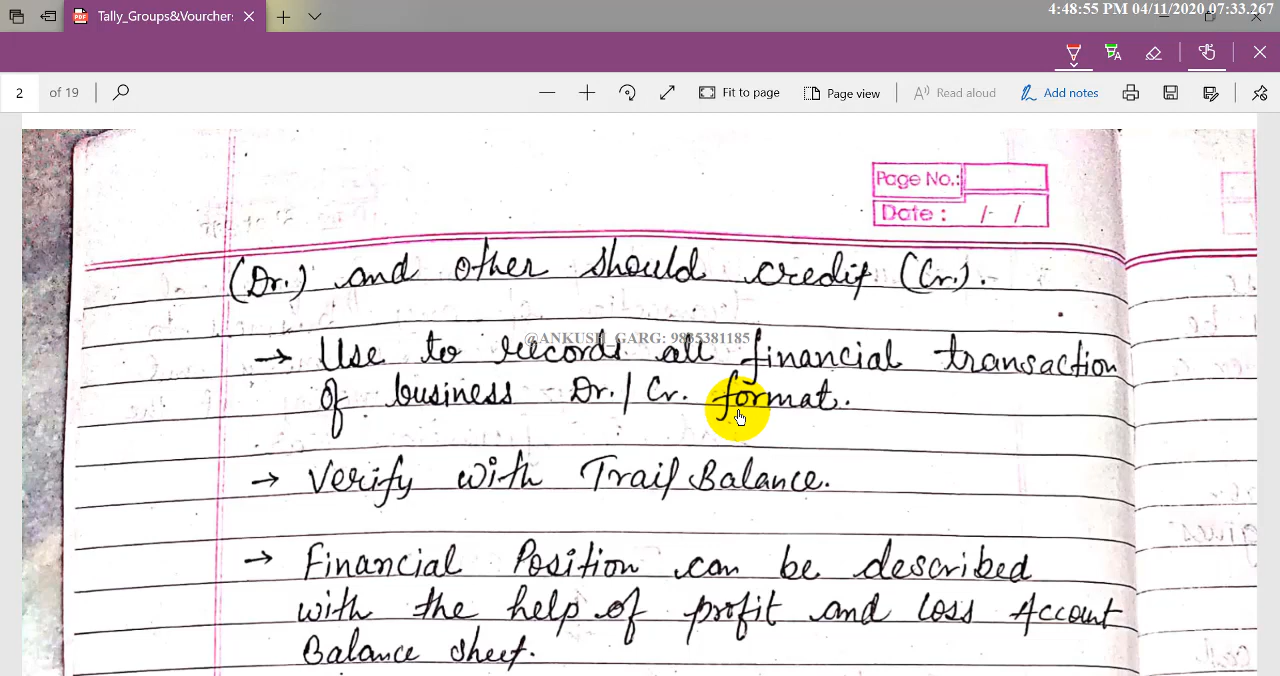 Tally_Groups&Vourchers
4:48:55 PM 04/11/2020 07:33.267
2 of 19
Fit to page
Page view
Read aloud
Add notes
Page No.:
Date : / /
(Dr.) and other should credit (Cr.).
@ANKUSH_GARG: 9885381185
→ Use to records all financial transaction
of business Dr./Cr. format.
→ Verify with Trail Balance.
→ Financial Position can be described
with the help of profit and loss Account
Balance sheet.